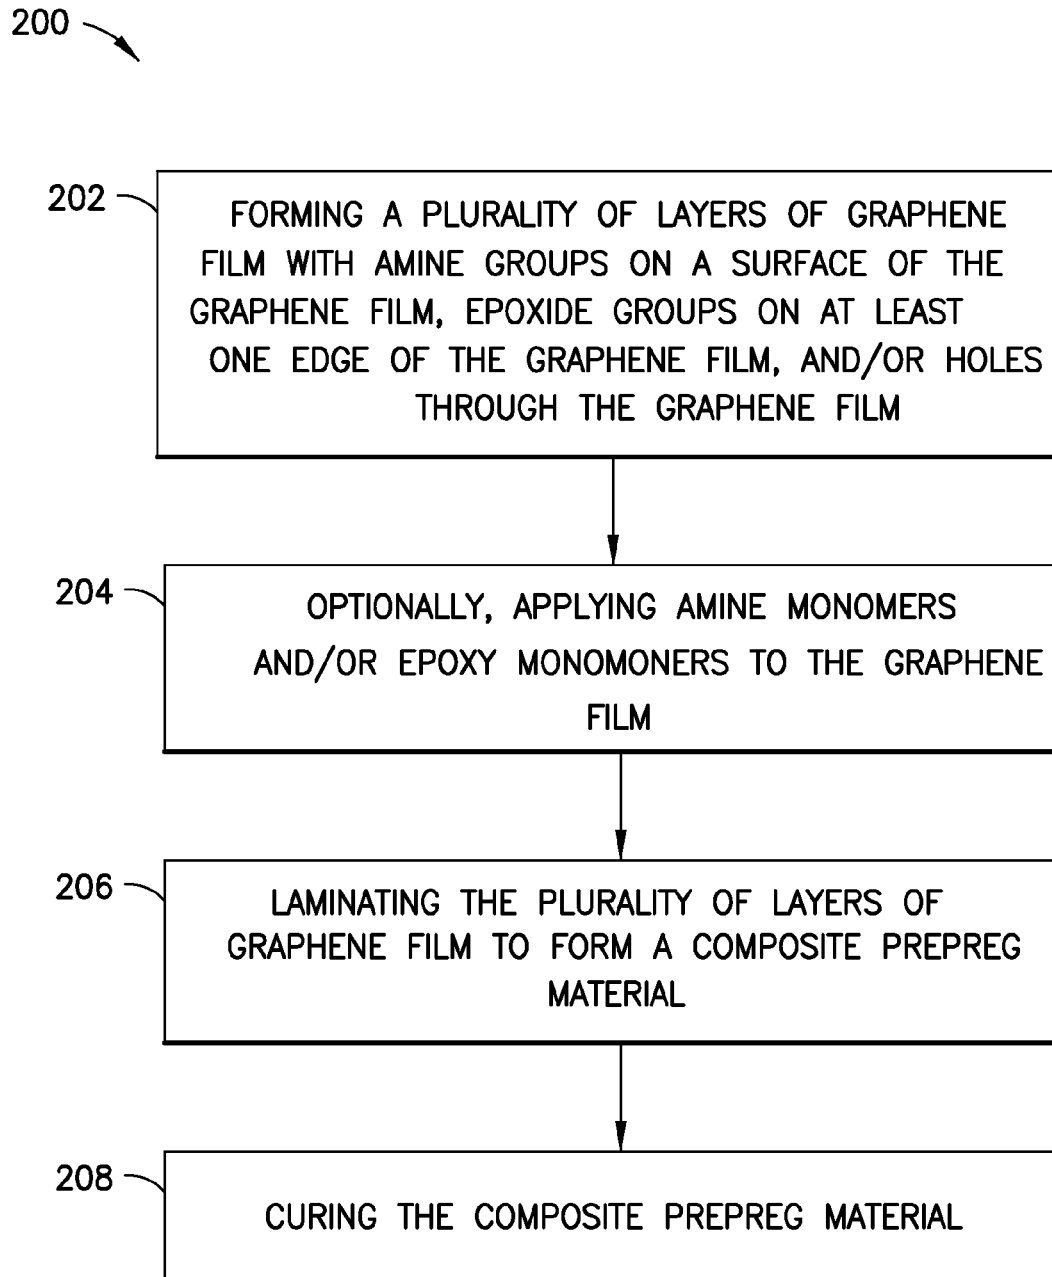 200
202
FORMING A PLURALITY OF LAYERS OF GRAPHENE
FILM WITH AMINE GROUPS ON A SURFACE OF THE
GRAPHENE FILM, EPOXIDE GROUPS ON AT LEAST
ONE EDGE OF THE GRAPHENE FILM, AND/OR HOLES
THROUGH THE GRAPHENE FILM
204
OPTIONALLY, APPLYING AMINE MONOMERS
AND/OR EPOXY MONOMONERS TO THE GRAPHENE
FILM
206
LAMINATING THE PLURALITY OF LAYERS OF
GRAPHENE FILM TO FORM A COMPOSITE PREPREG
MATERIAL
208
CURING THE COMPOSITE PREPREG MATERIAL